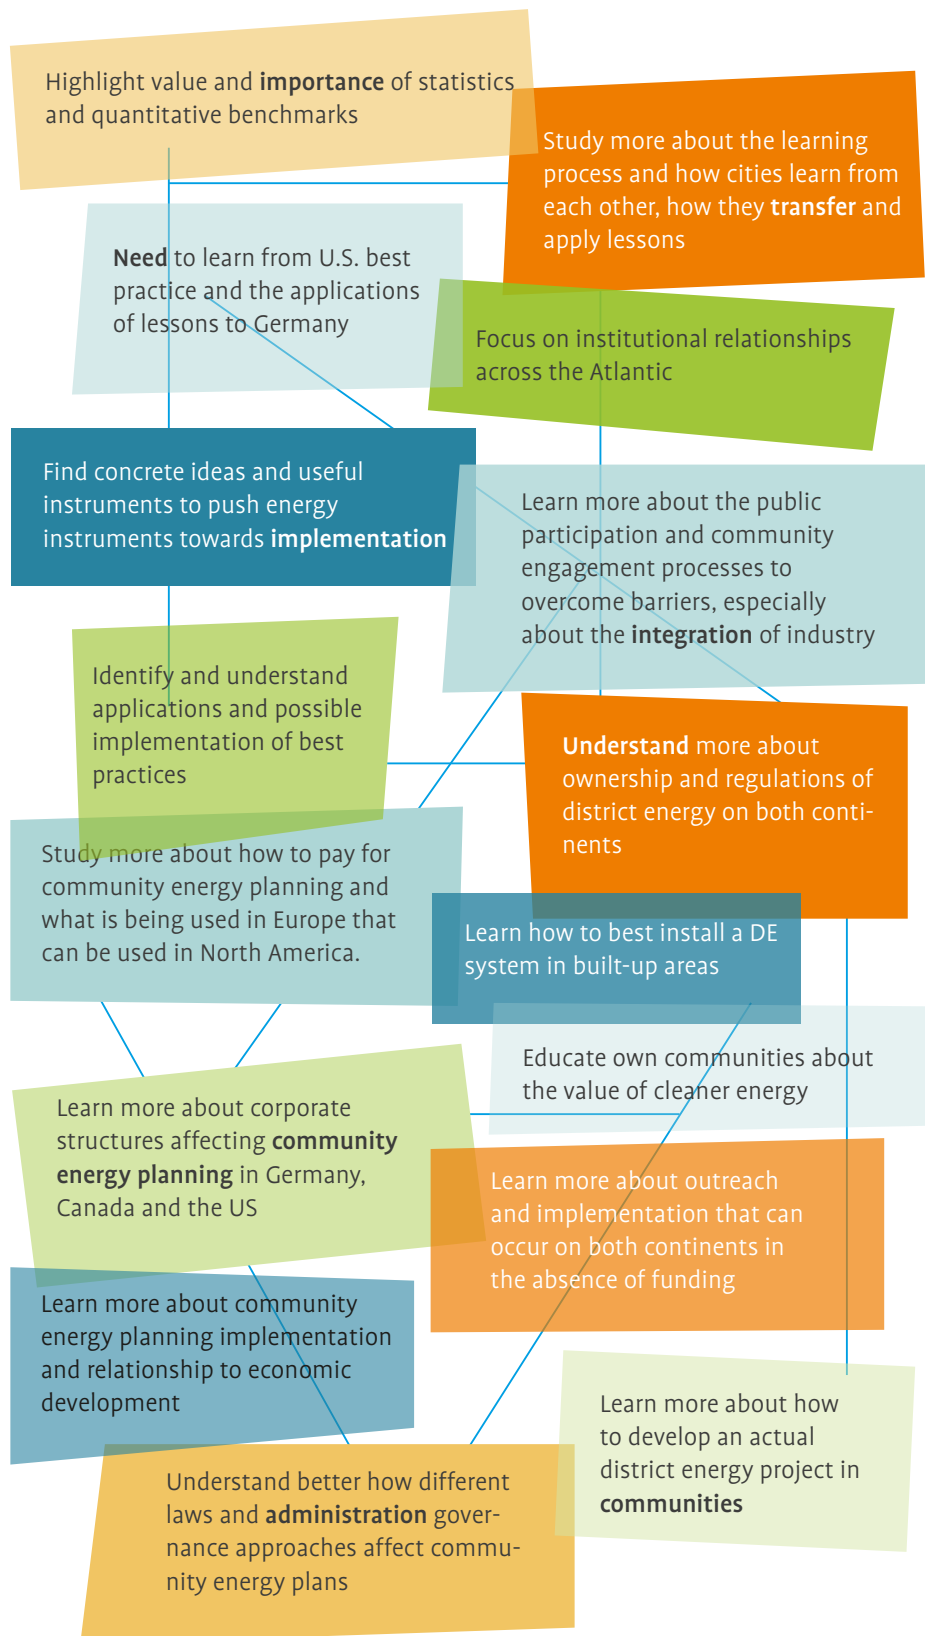 Highlight value and importance of statistics
and quantitative benchmarks
Study more about the learning
process and how cities learn from
each other, how they transfer and
apply lessons
Need to learn from U.S. best
practice and the applications
of lessons to Germany
Focus on institutional relationships
across the Atlantic
Find concrete ideas and useful
instruments to push energy
instruments towards implementation
Learn more about the public
participation and community
engagement processes to
overcome barriers, especially
about the integration of industry
Identify and understand
applications and possible
implementation of best
practices
Understand more about
ownership and regulations of
district energy on both conti-
nents
Study more about how to pay for
community energy planning and
what is being used in Europe that
can be used in North America.
Learn how to best install a DE
system in built-up areas
Educate own communities about
the value of cleaner energy
Learn more about corporate
structures affecting community
energy planning in Germany,
Canada and the US
Learn more about outreach
and implementation that can
occur on both continents in
the absence of funding
Learn more about community
energy planning implementation
and relationship to economic
development
Learn more about how
to develop an actual
district energy project in
communities
Understand better how different
laws and administration gover-
nance approaches affect commu-
nity energy plans